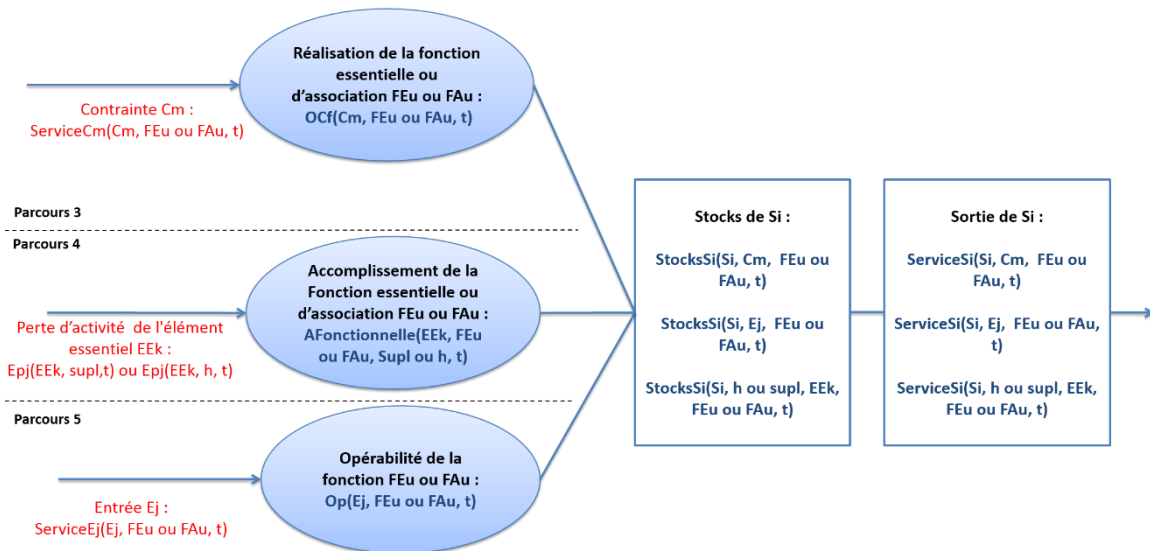 Réalisation de la fonction
essentielle ou
d'association FEu ou FAu :
OCf(Cm, FEu ou FAu, t)
Contrainte Cm :
ServiceCm(Cm, FEu ou FAu, t)
Parcours 3
Parcours 4
Accomplissement de la
Fonction essentielle ou
d'association FEu ou FAu :
AFonctionnelle(EEk, FEu
ou FAu, Supl ou h, t)
Perte d'activité de l'élément
essentiel EEk :
Epj(EEk, supl,t) ou Epj(EEk, h, t)
Parcours 5
Opérabilité de la
fonction FEu ou FAu :
Op(Ej, FEu ou FAu, t)
Entrée Ej :
ServiceEj(Ej, FEu ou FAu, t)
Stocks de Si :
StocksSi(Si, Cm, FEu ou
FAu, t)
StocksSi(Si, Ej, FEu ou
FAu, t)
StocksSi(Si, h ou supl, EEk,
FEu ou FAu, t)
Sortie de Si :
ServiceSi(Si, Cm, FEu ou
FAu, t)
ServiceSi(Si, Ej, FEu ou FAu,
t)
ServiceSi(Si, h ou supl, EEk,
FEu ou FAu, t)